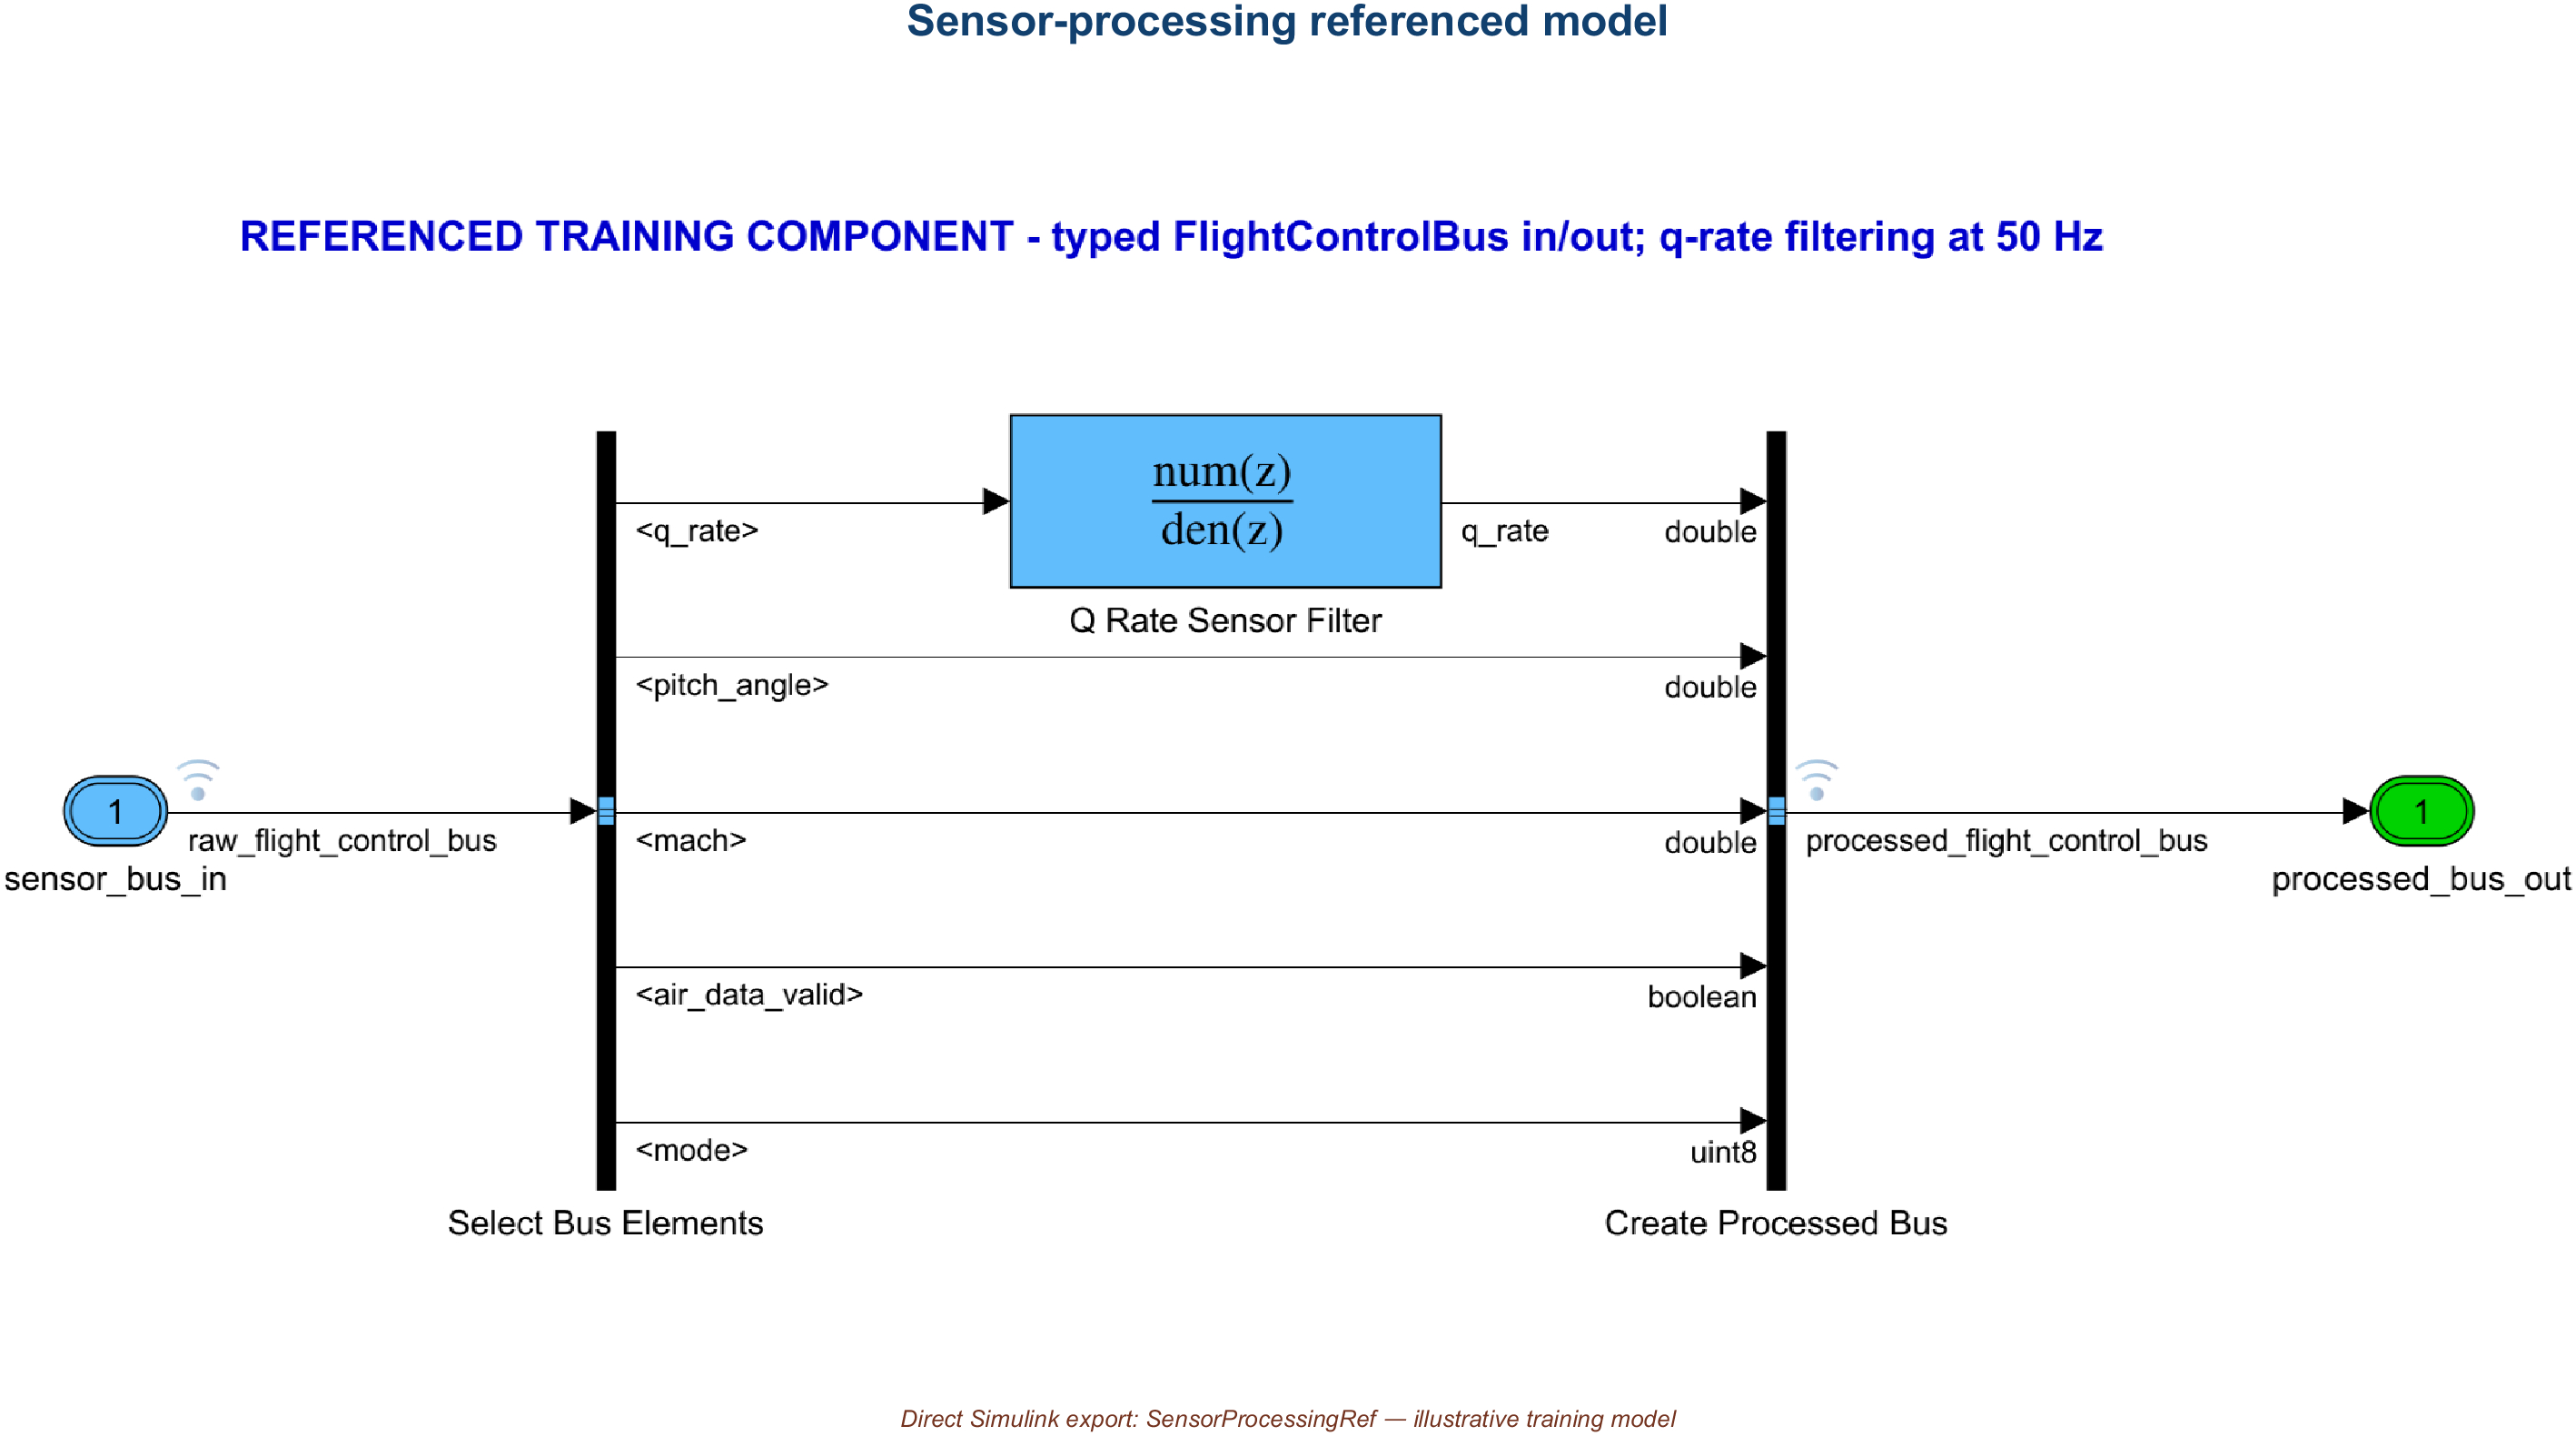 Sensor-processing referenced model
REFERENCED TRAINING COMPONENT - typed FlightControlBus in/out; q-rate filtering at 50 Hz
num(z)
den(z)
<q_rate>
q_rate
double
Q Rate Sensor Filter
<pitch_angle>
double
1
raw_flight_control_bus
sensor_bus_in
<mach>
double
processed_flight_control_bus
1
processed_bus_out
<air_data_valid>
boolean
<mode>
uint8
Select Bus Elements
Create Processed Bus
Direct Simulink export: SensorProcessingRef — illustrative training model